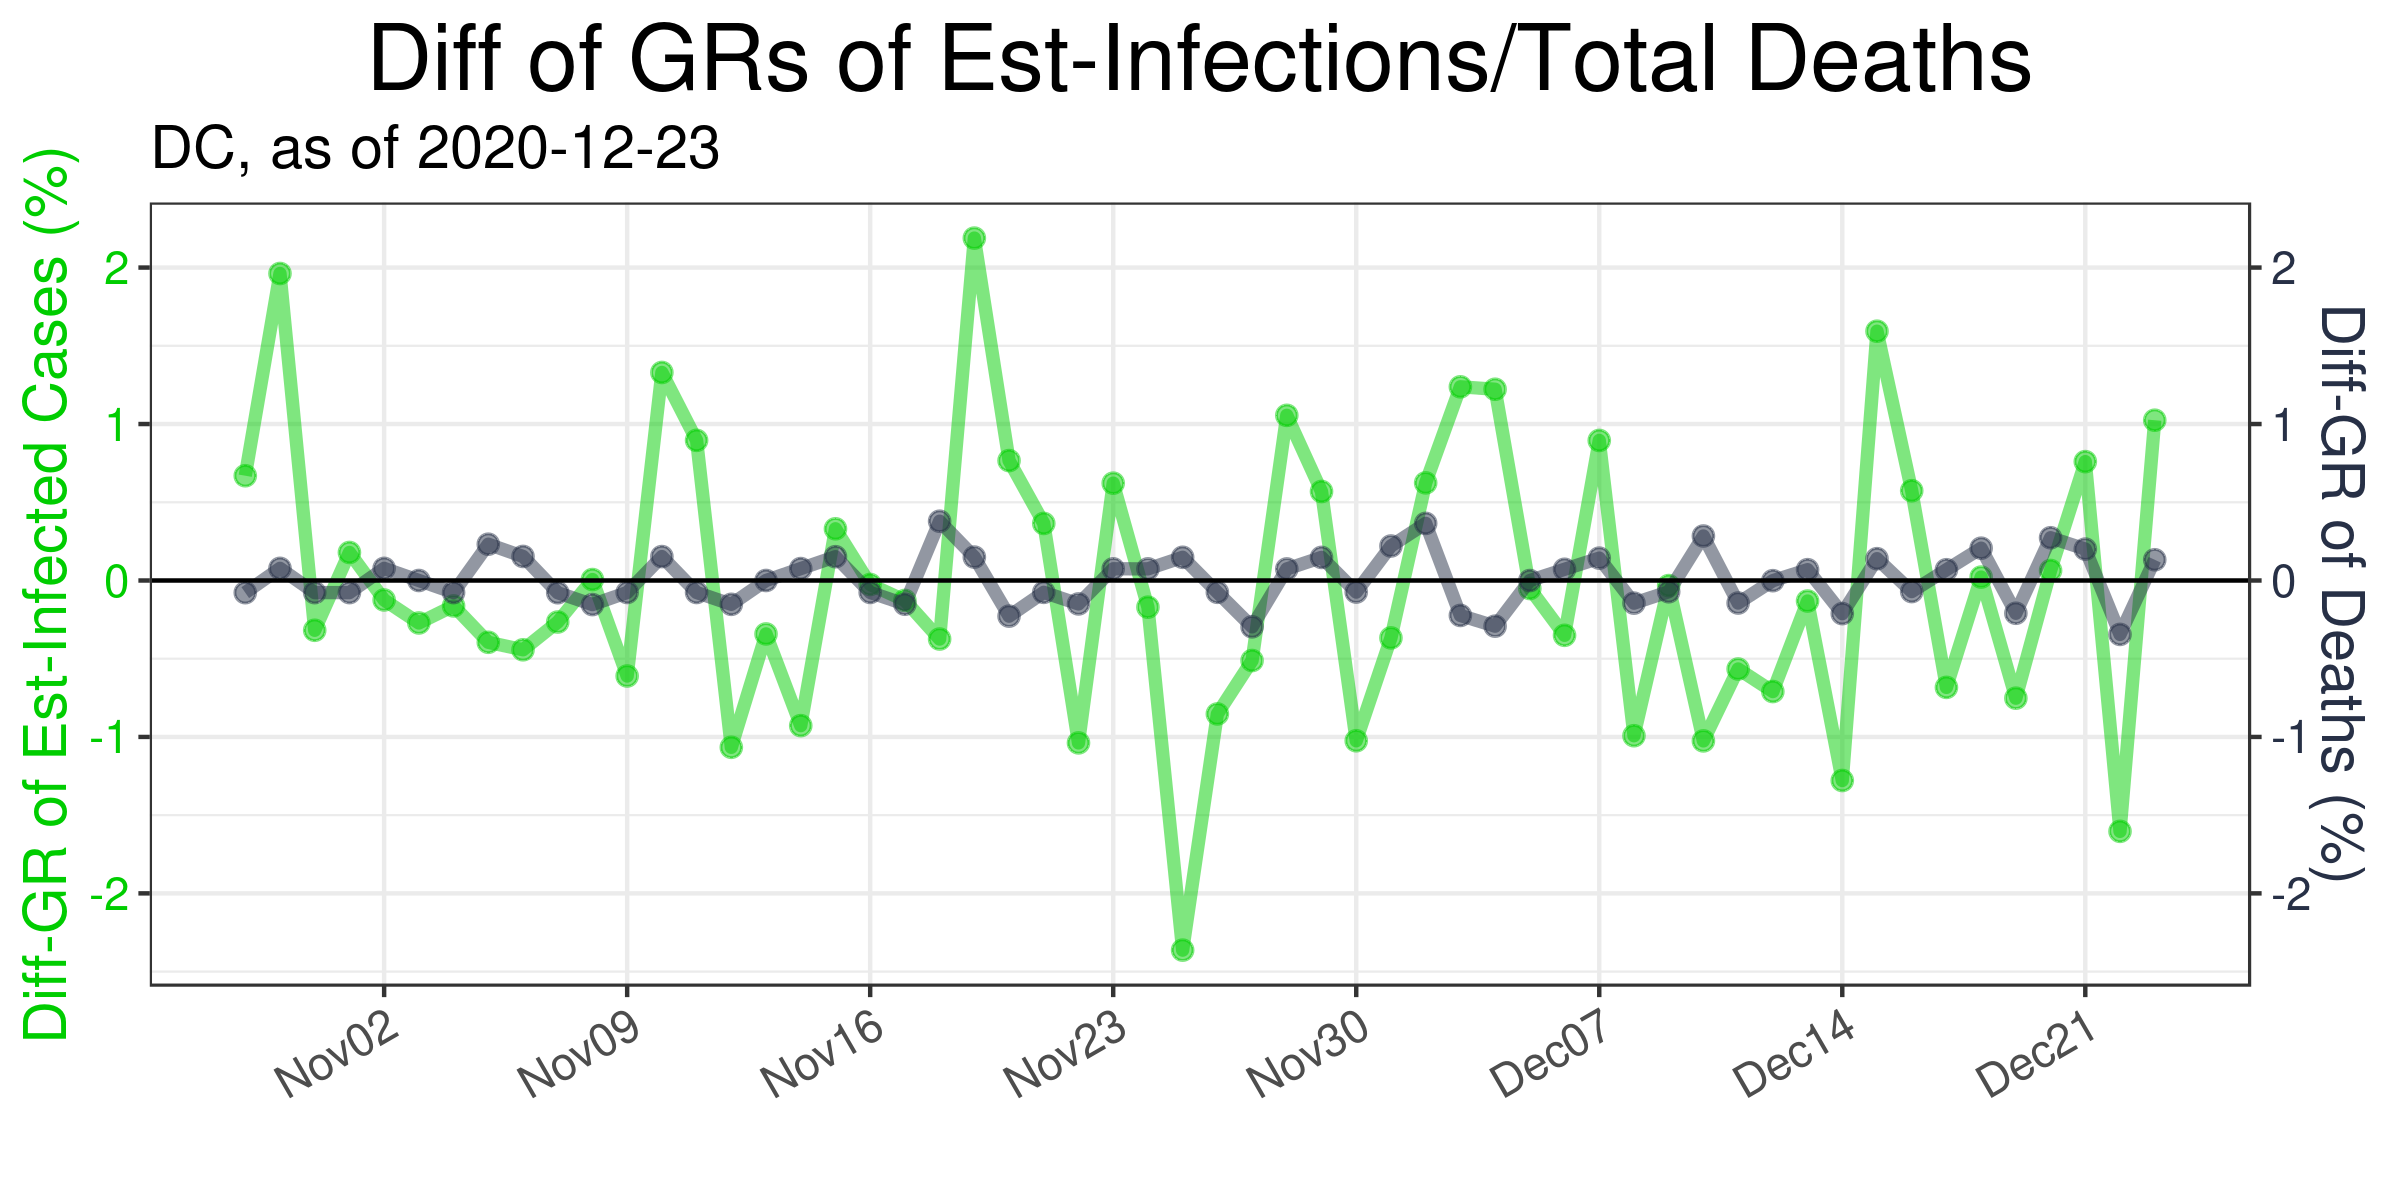 Diff of GRs of Est-Infections/Total Deaths
DC, as of 2020-12-23
Diff-GR of Est-Infected Cases (%)
2
1
0
-1
-2
2
1
0
-1
-2
Diff-GR of Deaths (%)
Nov02
Nov09
Nov16
Nov23
Nov30
Dec07
Dec14
Dec21